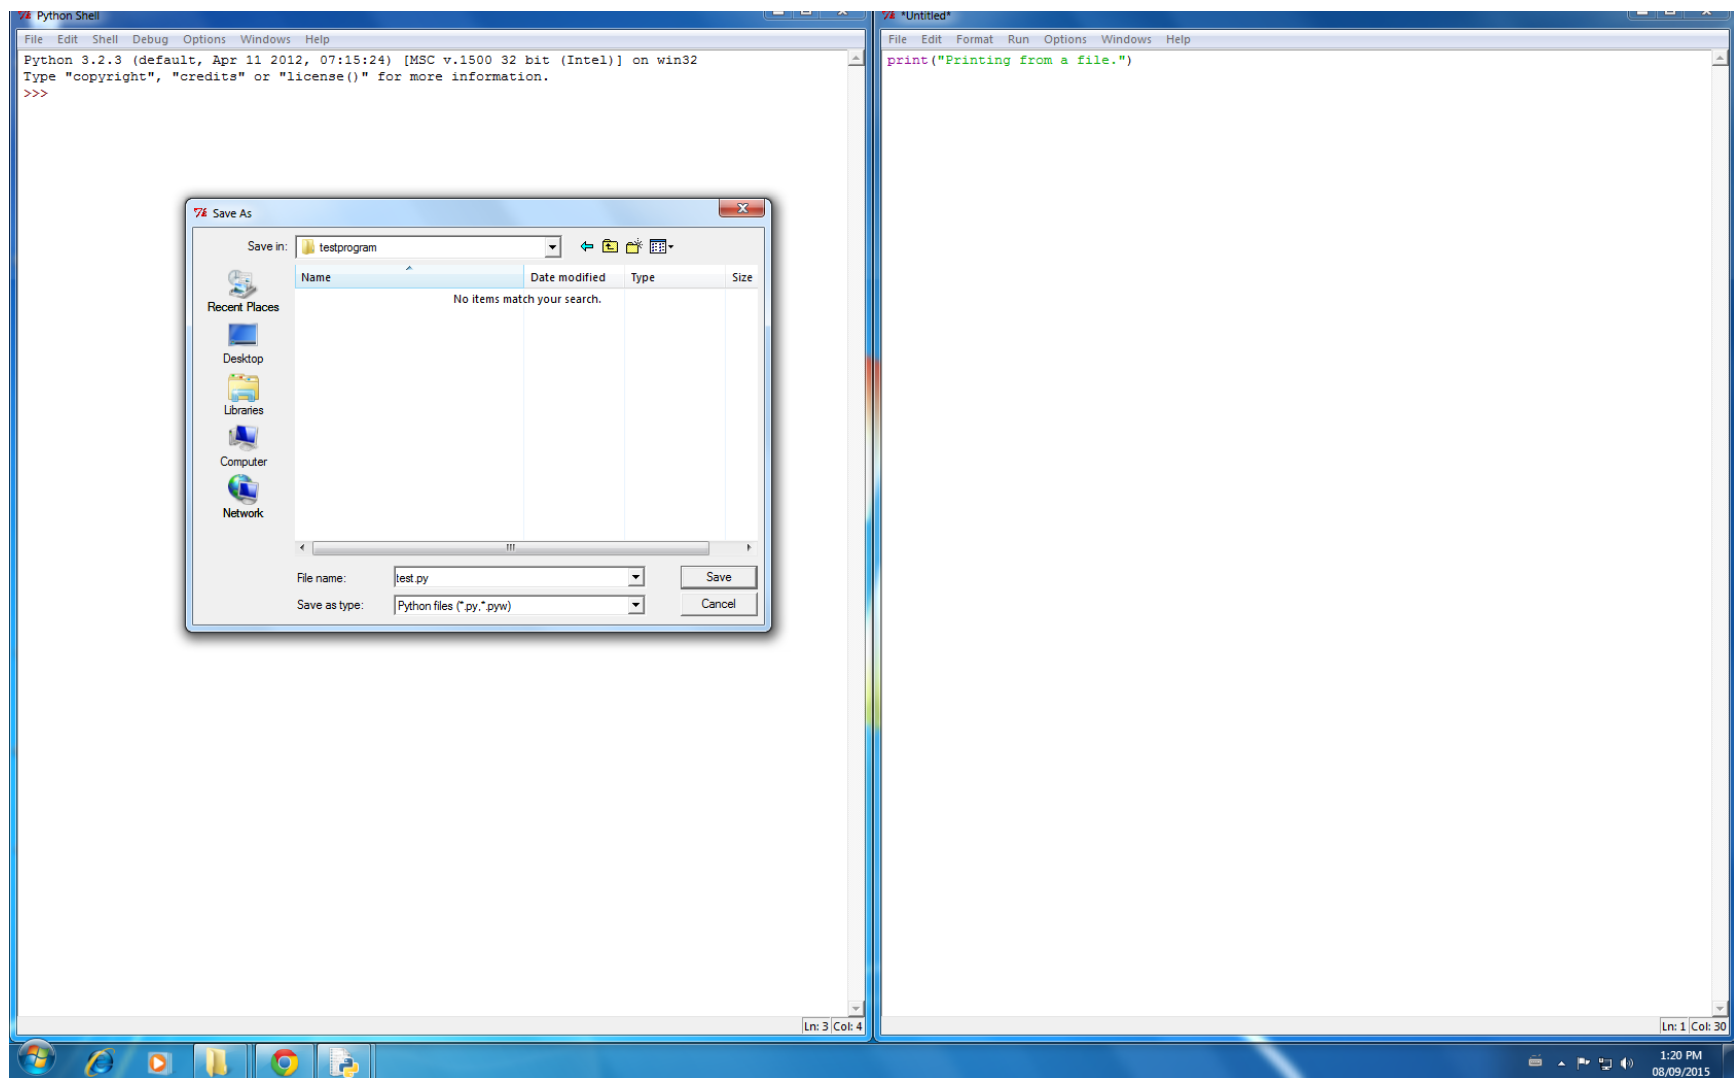 Python Shell
File Edit Shell Debug Options Windows Help
Python 3.2.3 (default, Apr 11 2012, 07:15:24) [MSC v.1500 32 bit (Intel)] on win32
Type "copyright", "credits" or "license()" for more information.
>>>
Save As
Save in: testprogram
Name Date modified Type Size
No items match your search.
Recent Places
Desktop
Libraries
Computer
Network
File name: test.py Save
Save as type: Python files (*.py,*.pyw) Cancel
Ln: 3 Col: 4
*Untitled*
File Edit Format Run Options Windows Help
print("Printing from a file.")
Ln: 1 Col: 30
1:20 PM
08/09/2015